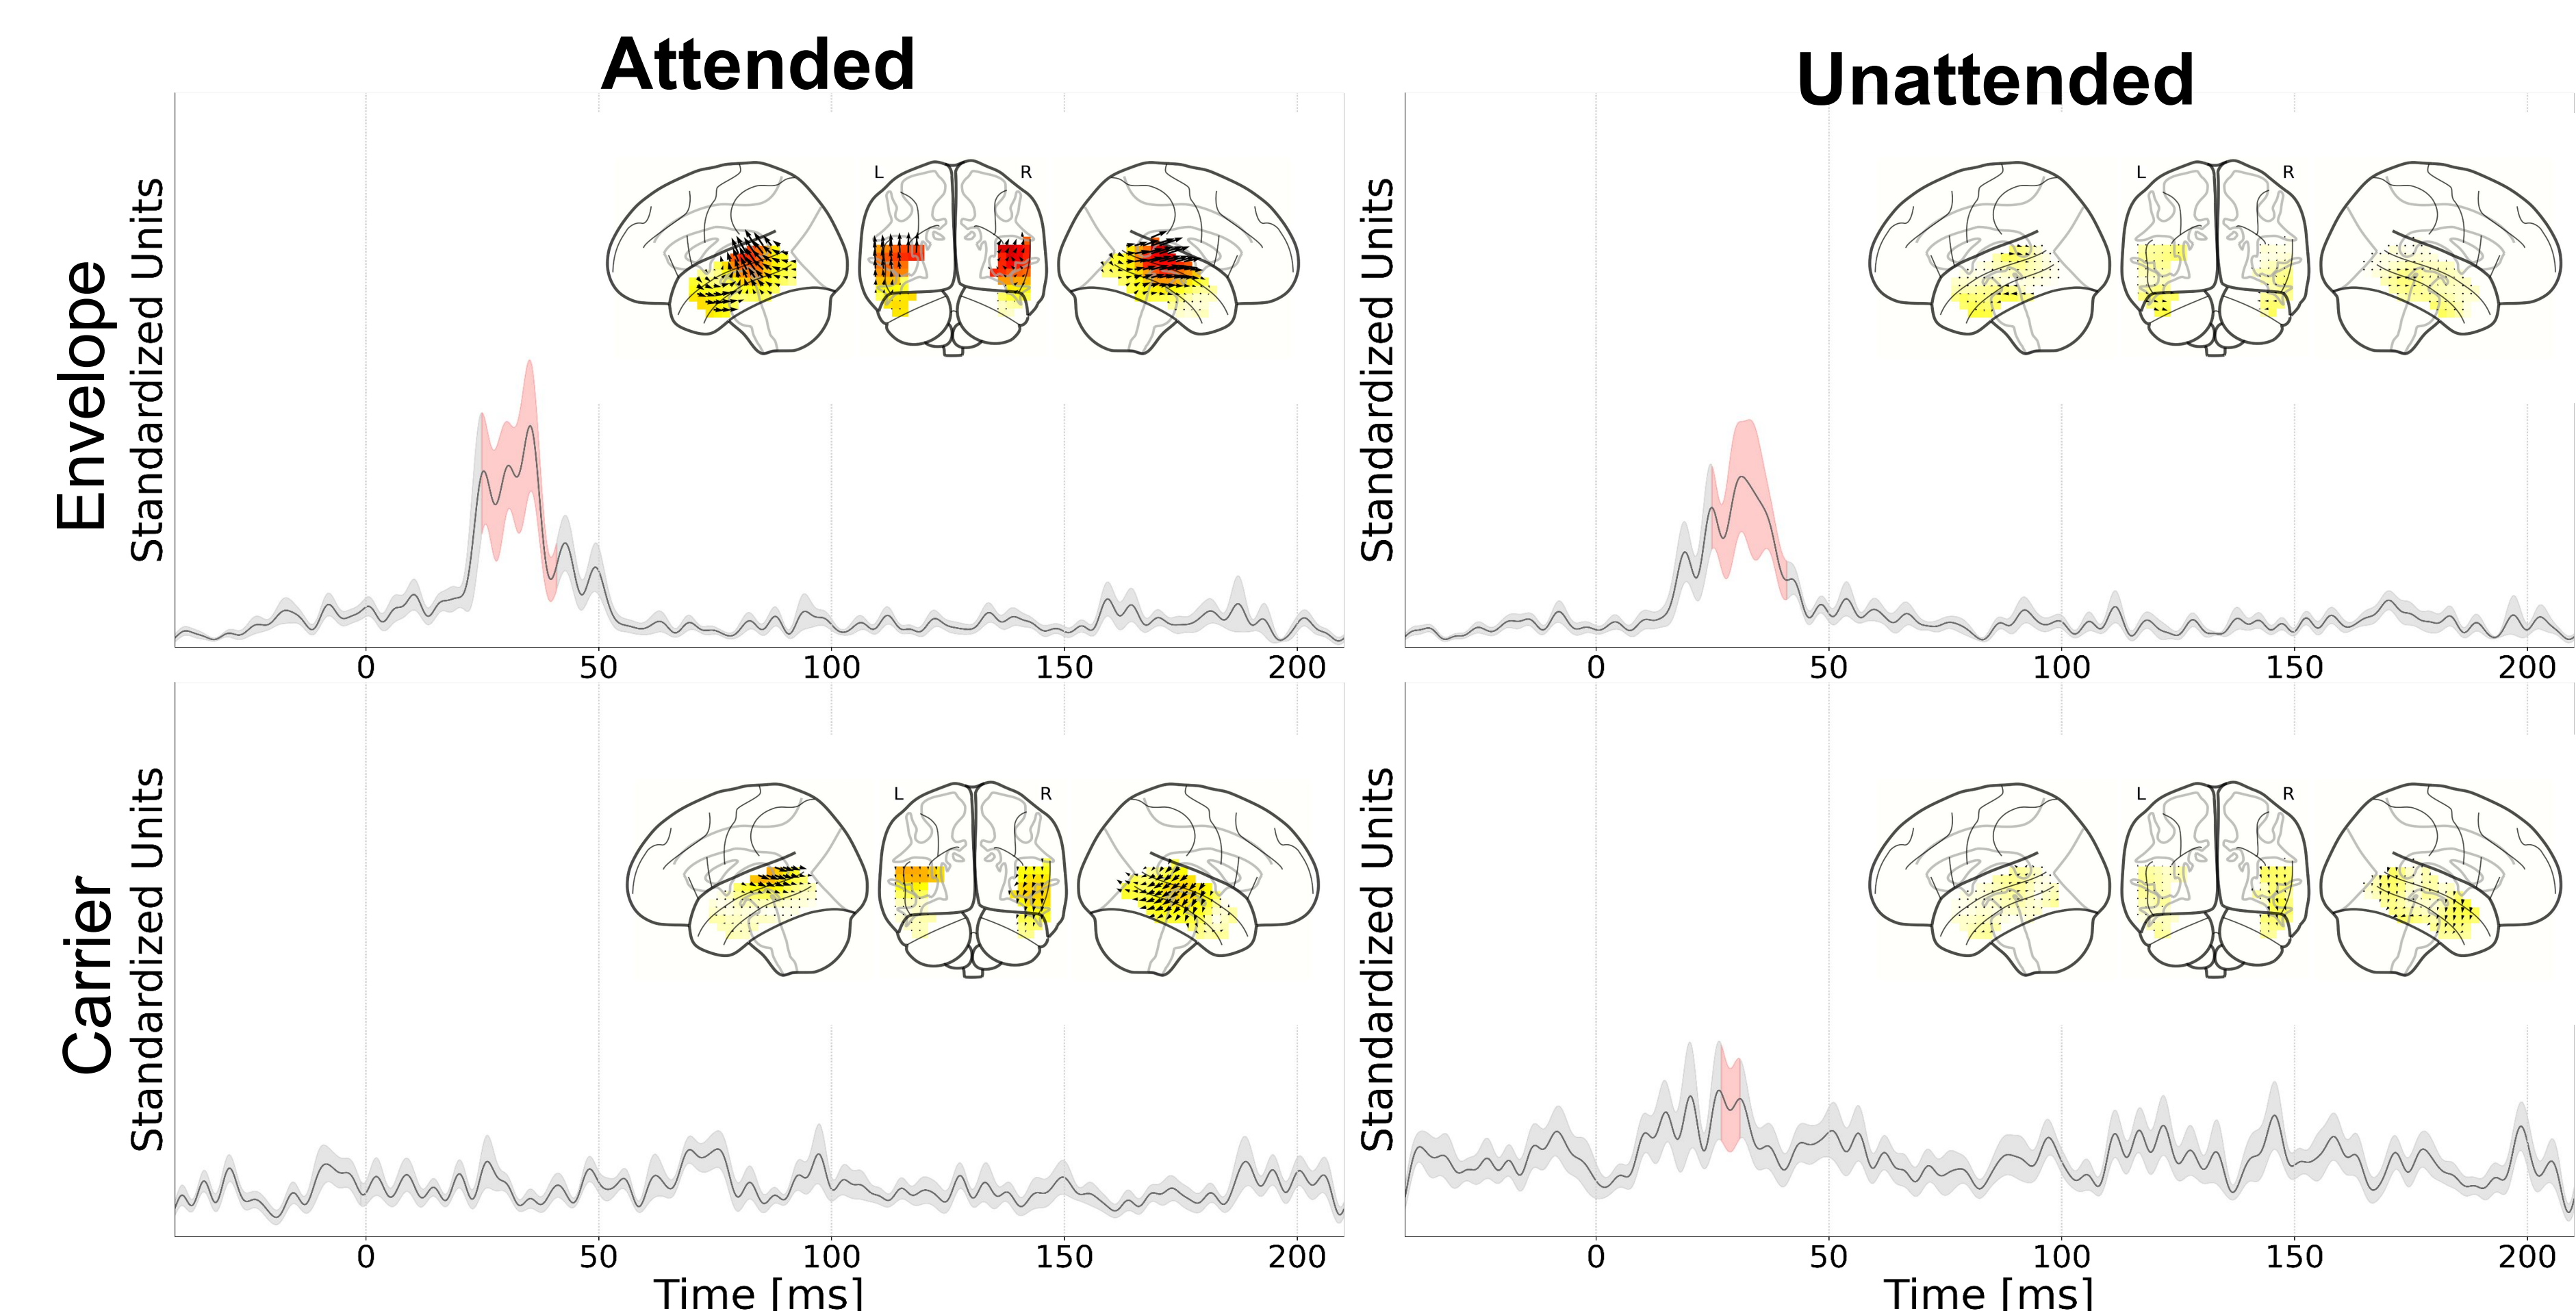 Attended
Unattended
Envelope
Standardized Units
L
R
0 50 100 150 200
Standardized Units
L
R
0 50 100 150 200
Carrier
Standardized Units
L
R
0 50 100 150 200
Time [ms]
Standardized Units
L
R
0 50 100 150 200
Time [ms]